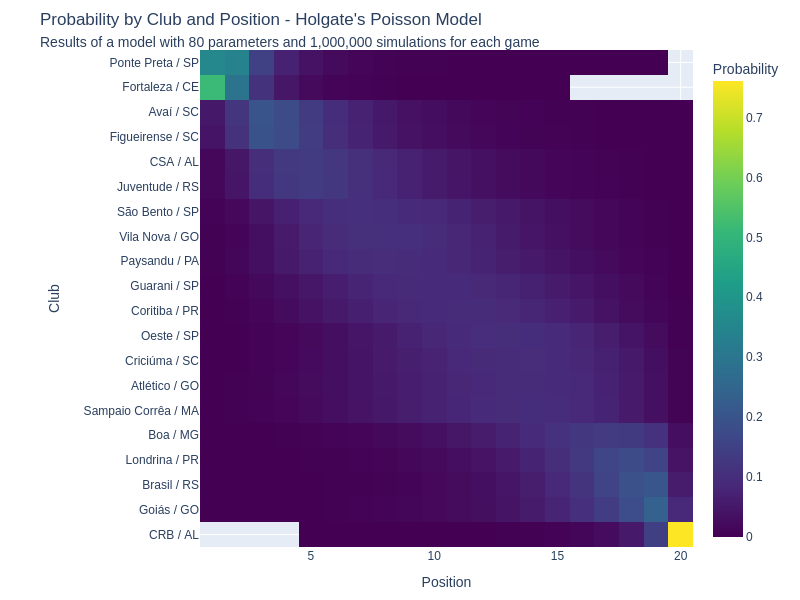 Probability by Club and Position - Holgate's Poisson Model
Results of a model with 80 parameters and 1,000,000 simulations for each game
Probability
Ponte Preta / SP
Fortaleza / CE
Avaí / SC
Figueirense / SC
CSA / AL
Juventude / RS
São Bento / SP
Vila Nova / GO
Paysandu / PA
Guarani / SP
Coritiba / PR
Oeste / SP
Criciúma / SC
Atlético / GO
Sampaio Corrêa / MA
Boa / MG
Londrina / PR
Brasil / RS
Goiás / GO
CRB / AL
Club
5 10 15 20
Position
0.7
0.6
0.5
0.4
0.3
0.2
0.1
0